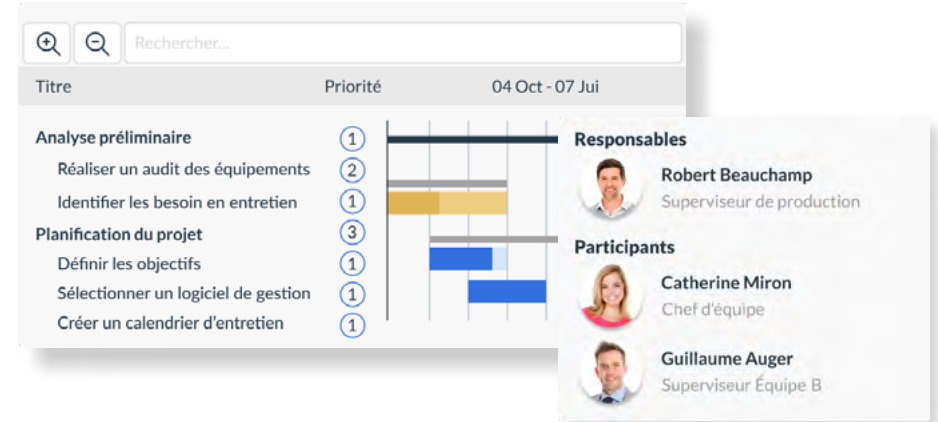 Rechercher...
Titre Priorité 04 Oct - 07 Jui
Analyse préliminaire 1
Réaliser un audit des équipements 2
Identifier les besoin en entretien 1
Planification du projet 3
Définir les objectifs 1
Sélectionner un logiciel de gestion 1
Créer un calendrier d'entretien 1
Responsables
Robert Beauchamp
Superviseur de production
Participants
Catherine Miron
Chef d'équipe
Guillaume Auger
Superviseur Équipe B